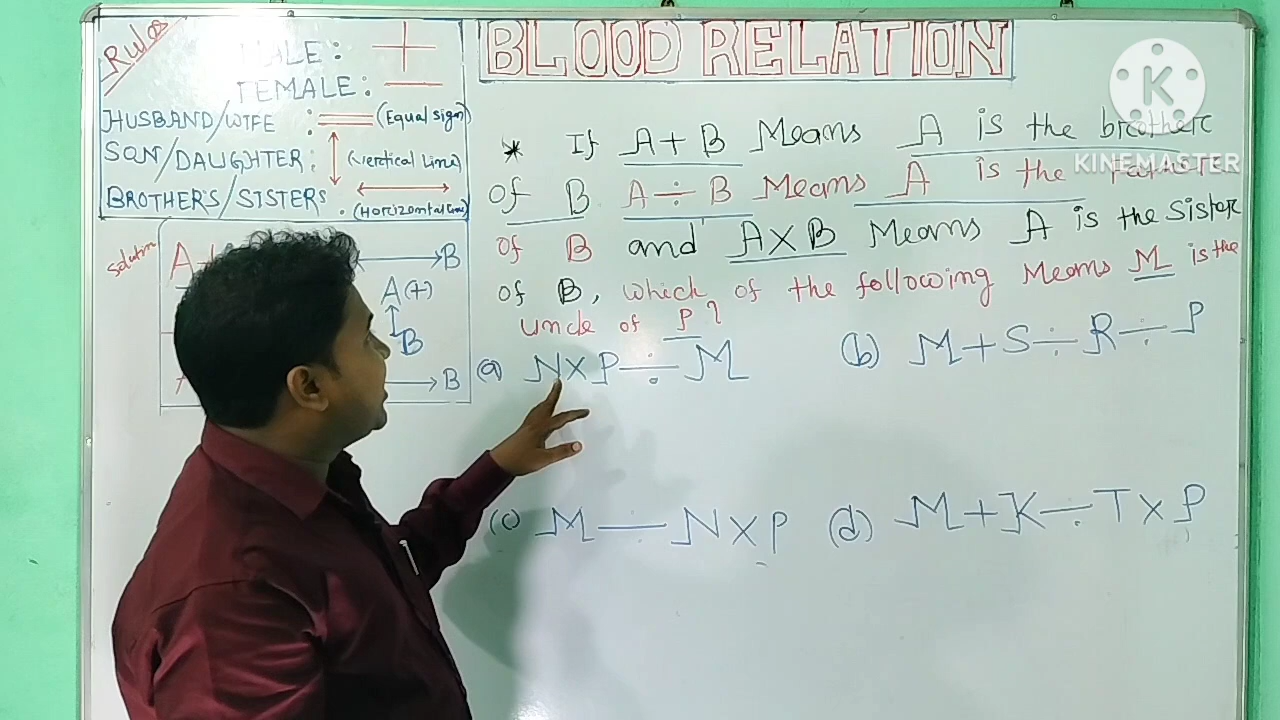 Rules
MALE: +
FEMALE: —
HUSBAND/WIFE : (Equal sign)
SON/DAUGHTER: (Vertical Line)
BROTHERS/SISTERS. (Horizontal Line)
BLOOD RELATION
K
KINEMASTER
* If A+B Means A is the brother
of B A÷B Means A is the Father
of B and A×B Means A is the Sister
of B, which of the following Means M is the
uncle of P?
(a) N×P÷M (b) M+S÷R÷P
(c) M÷N×P (d) M+K÷T×P
Solution
A+ B
A(+)
B
B